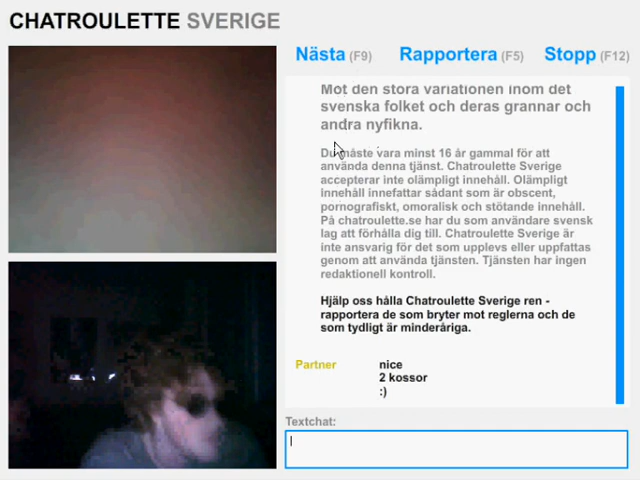 CHATROULETTE SVERIGE
Nästa (F9) Rapportera (F5) Stopp (F12)
Möt den stora variationen inom det
svenska folket och deras grannar och
andra nyfikna.
Du måste vara minst 16 år gammal för att
använda denna tjänst. Chatroulette Sverige
accepterar inte olämpligt innehåll. Olämpligt
innehåll innefattar sådant som är obscent,
pornografiskt, omoralisk och stötande innehåll.
På chatroulette.se har du som användare svensk
lag att förhålla dig till. Chatroulette Sverige är
inte ansvarig för det som upplevs eller uppfattas
genom att använda tjänsten. Tjänsten har ingen
redaktionell kontroll.
Hjälp oss hålla Chatroulette Sverige ren -
rapportera de som bryter mot reglerna och de
som tydligt är minderåriga.
Partner nice
2 kossor
:)
Textchat: